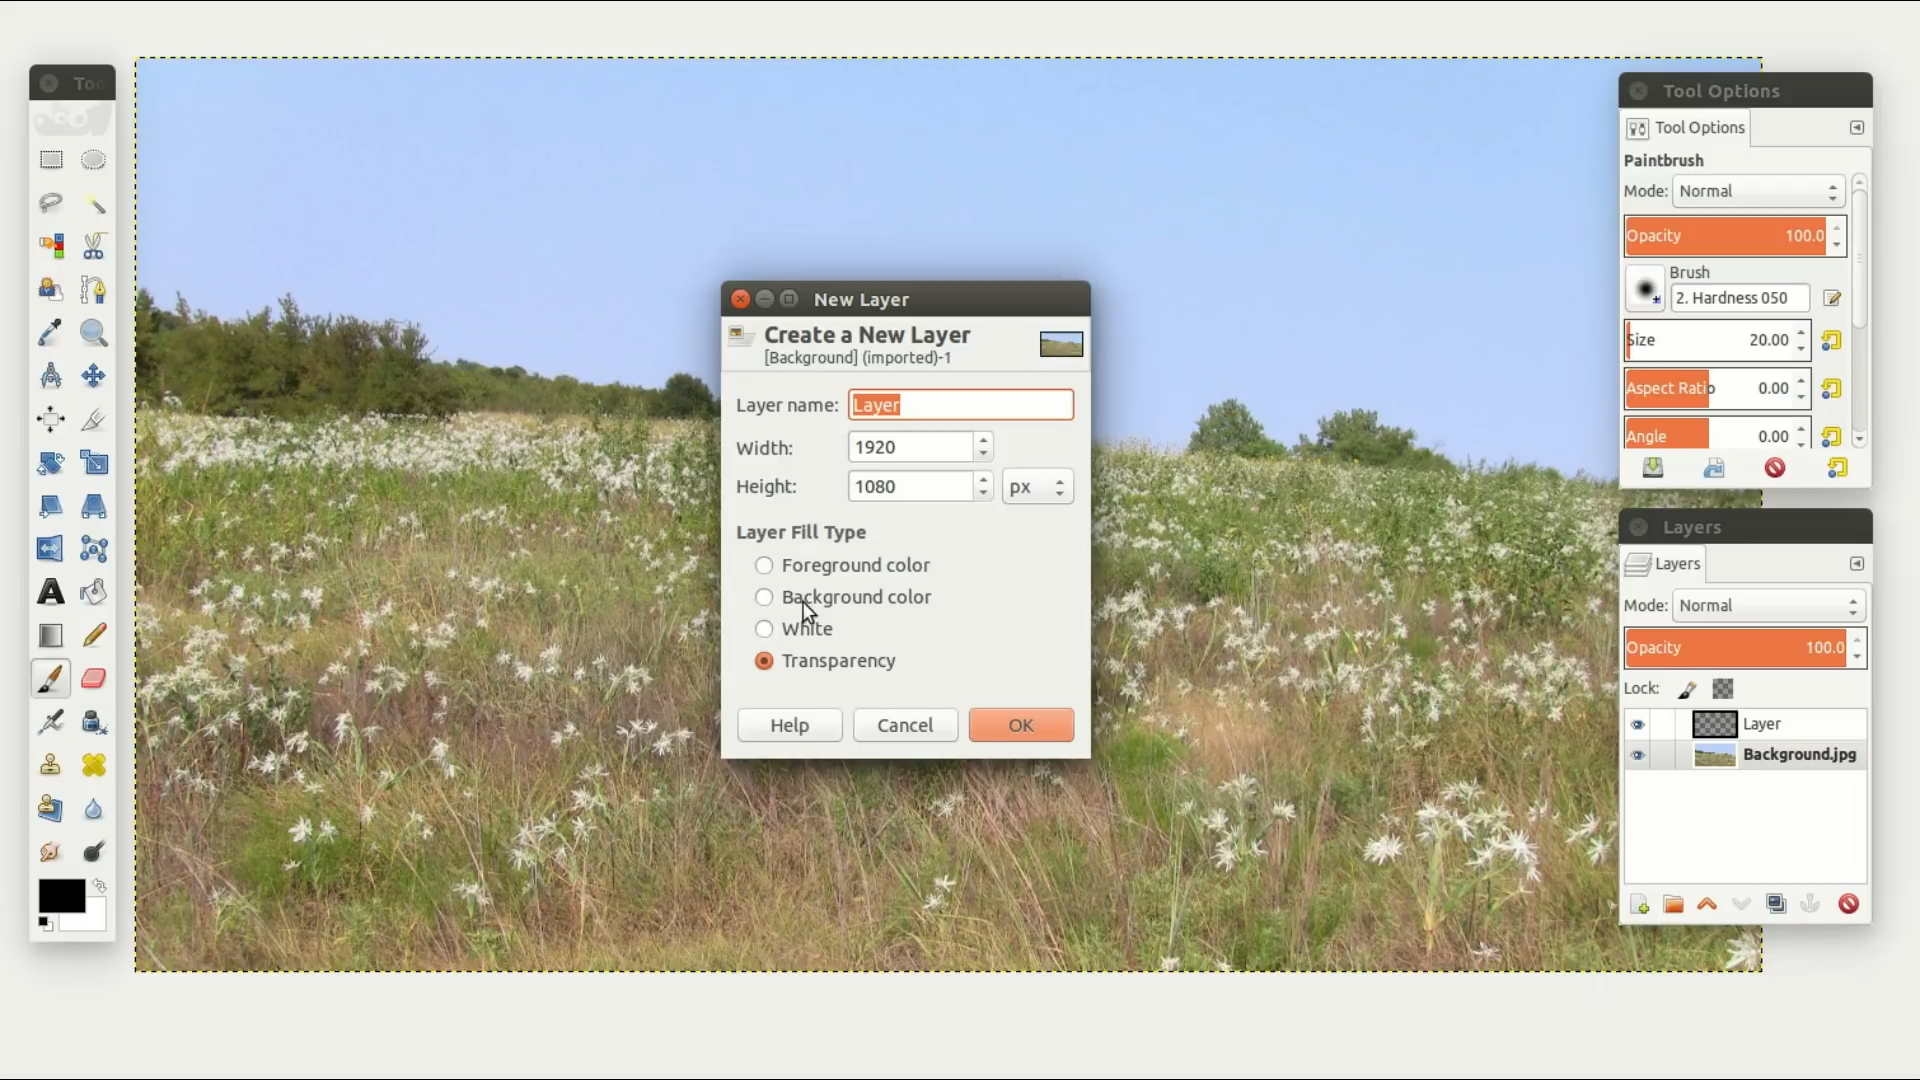 Too
New Layer
Create a New Layer
[Background] (imported)-1
Layer name: Layer
Width: 1920
Height: 1080 px
Layer Fill Type
Foreground color
Background color
White
Transparency
Help Cancel OK
Tool Options
Tool Options
Paintbrush
Mode: Normal
Opacity 100.0
Brush
2. Hardness 050
Size 20.00
Aspect Ratio 0.00
Angle 0.00
Layers
Layers
Mode: Normal
Opacity 100.0
Lock:
Layer
Background.jpg